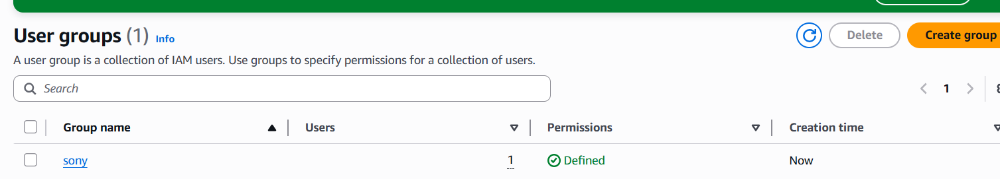 User groups (1) Info
Delete
Create group
A user group is a collection of IAM users. Use groups to specify permissions for a collection of users.
Search
1
Group name Users Permissions Creation time
sony 1 Defined Now